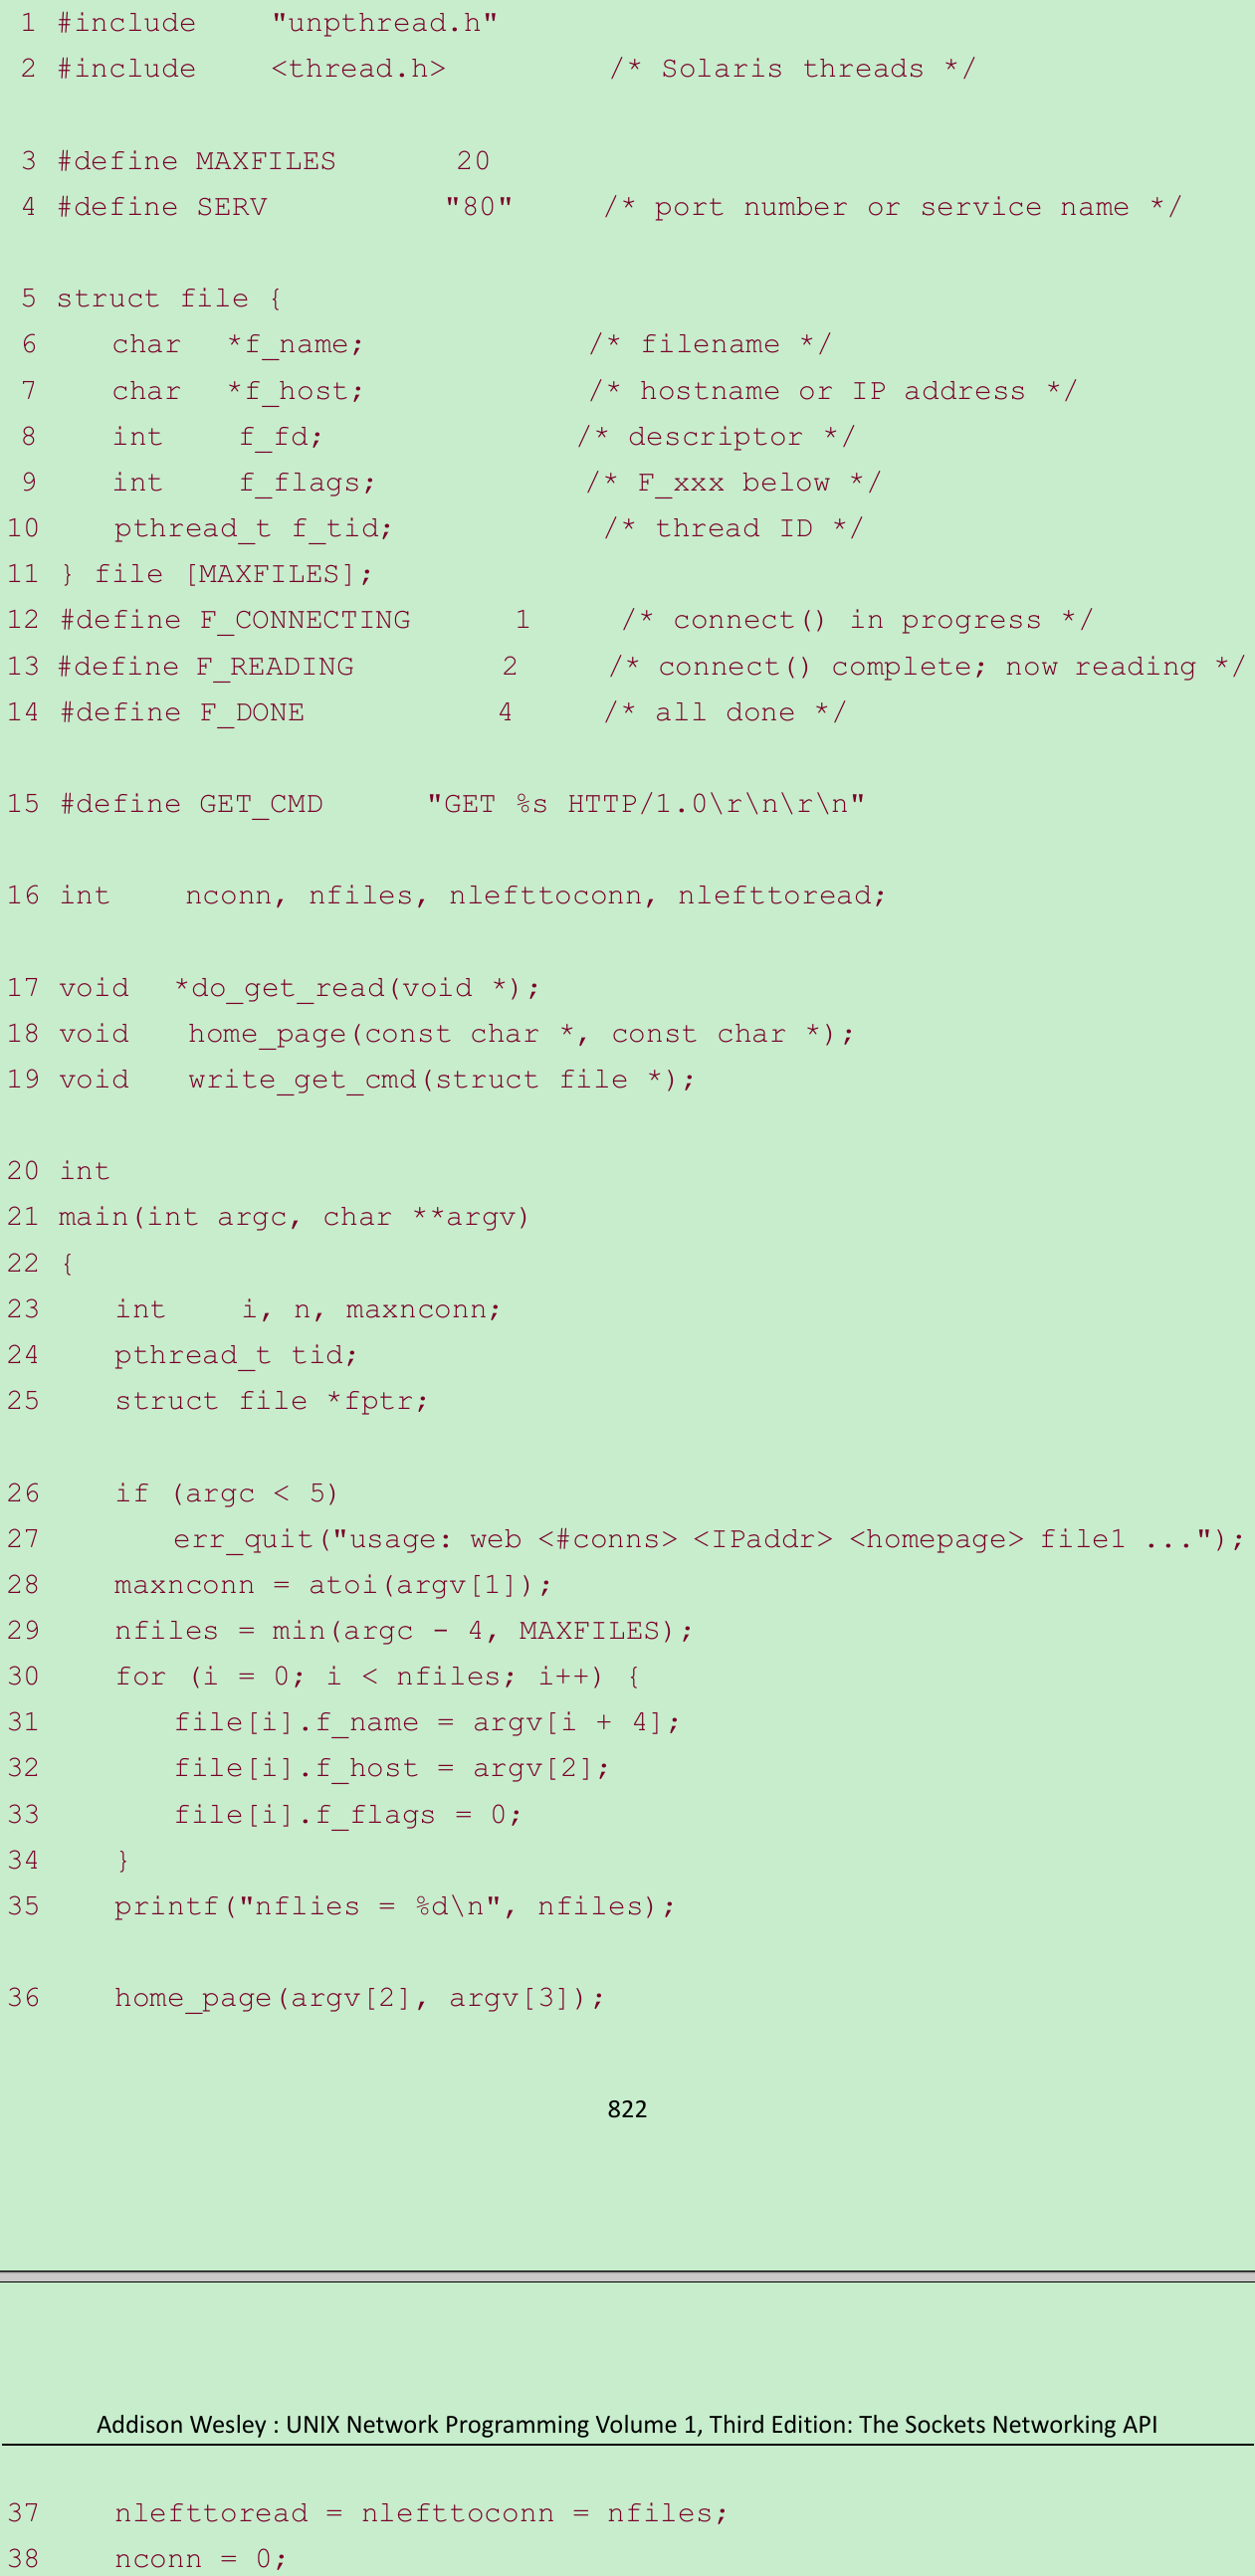 1 #include "unpthread.h"
2 #include <thread.h> /* Solaris threads */
3 #define MAXFILES 20
4 #define SERV "80" /* port number or service name */
5 struct file {
6 char *f_name; /* filename */
7 char *f_host; /* hostname or IP address */
8 int f_fd; /* descriptor */
9 int f_flags; /* F_xxx below */
10 pthread_t f_tid; /* thread ID */
11 } file [MAXFILES];
12 #define F_CONNECTING 1 /* connect() in progress */
13 #define F_READING 2 /* connect() complete; now reading */
14 #define F_DONE 4 /* all done */
15 #define GET_CMD "GET %s HTTP/1.0\r\n\r\n"
16 int nconn, nfiles, nlefttoconn, nlefttoread;
17 void *do_get_read(void *);
18 void home_page(const char *, const char *);
19 void write_get_cmd(struct file *);
20 int
21 main(int argc, char **argv)
22 {
23 int i, n, maxnconn;
24 pthread_t tid;
25 struct file *fptr;
26 if (argc < 5)
27 err_quit("usage: web <#conns> <IPaddr> <homepage> file1 ...");
28 maxnconn = atoi(argv[1]);
29 nfiles = min(argc - 4, MAXFILES);
30 for (i = 0; i < nfiles; i++) {
31 file[i].f_name = argv[i + 4];
32 file[i].f_host = argv[2];
33 file[i].f_flags = 0;
34 }
35 printf("nflies = %d\n", nfiles);
36 home_page(argv[2], argv[3]);
822
Addison Wesley : UNIX Network Programming Volume 1, Third Edition: The Sockets Networking API
37 nlefttoread = nlefttoconn = nfiles;
38 nconn = 0;